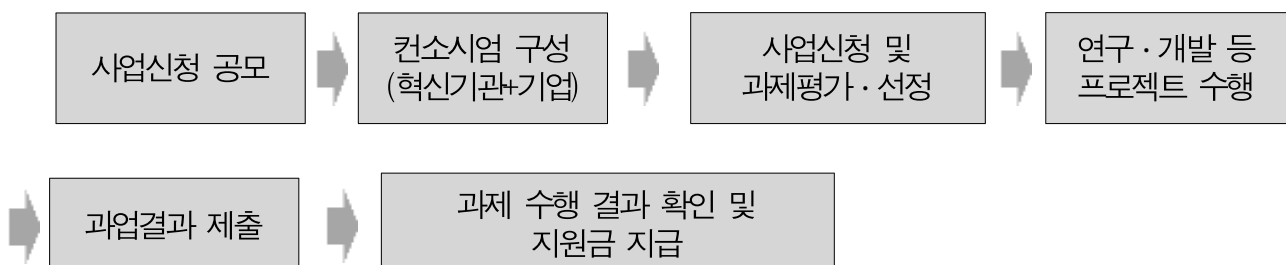 사업신청 공모
컨소시엄 구성
(혁신기관+기업)
사업신청 및
과제평가·선정
연구·개발 등
프로젝트 수행
과업결과 제출
과제 수행 결과 확인 및
지원금 지급